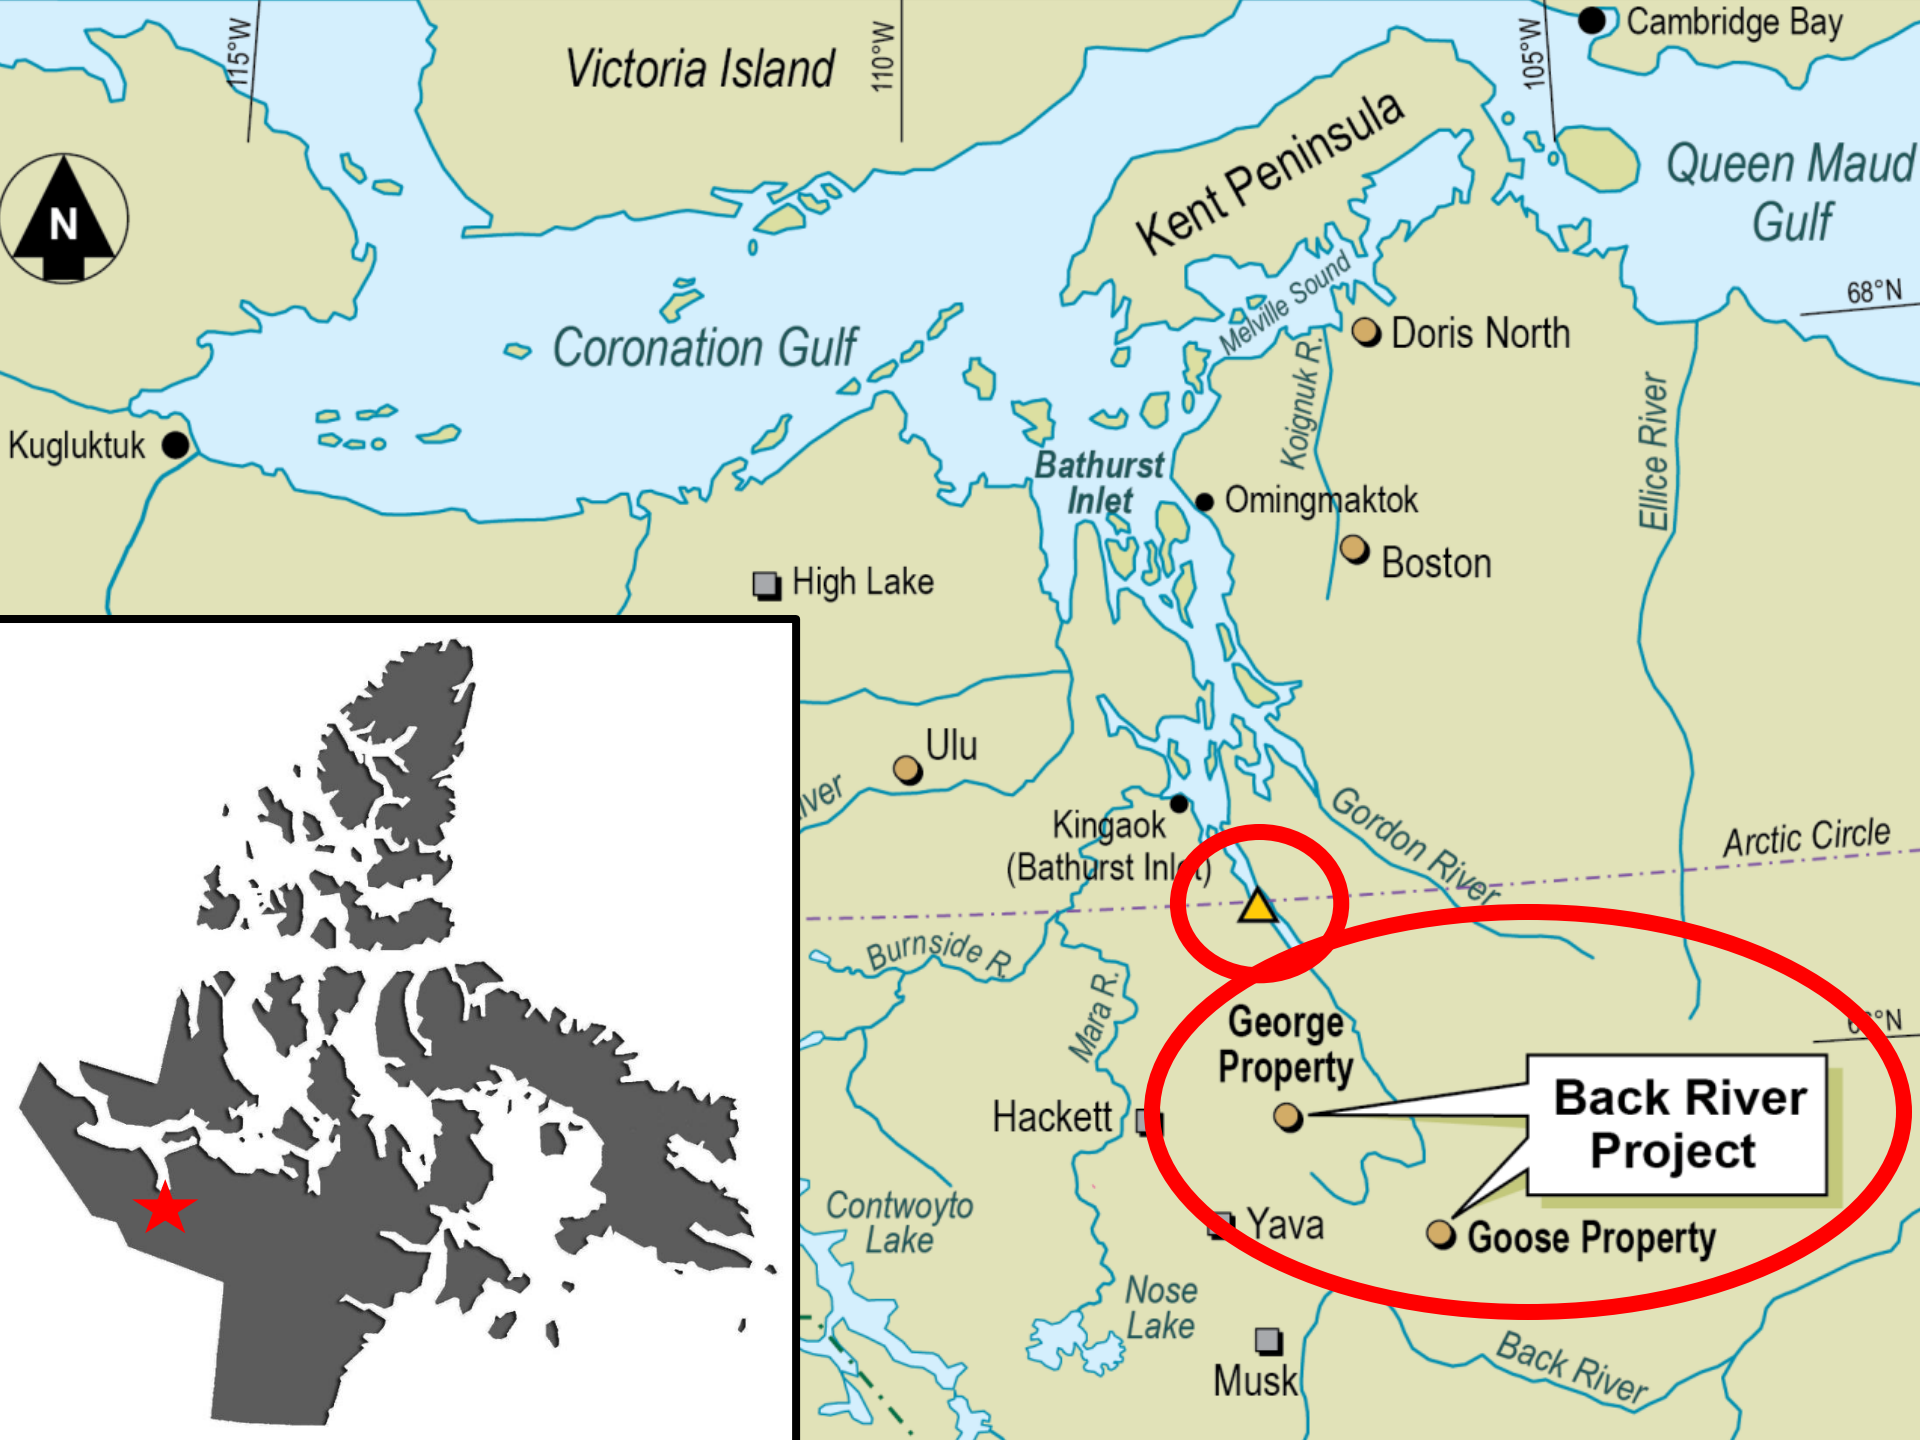 115°W
Victoria Island
110°W
105°W
Cambridge Bay
N
Kent Peninsula
Queen Maud
Gulf
68°N
Coronation Gulf
Melville Sound
Doris North
Koignuk R.
Ellice River
Kugluktuk
Bathurst
Inlet
Omingmaktok
Boston
High Lake
Ulu
Kingaok
(Bathurst Inlet)
Gordon River
Arctic Circle
Burnside R.
Mara R.
George
Property
Back River
Project
Hackett
Contwoyto
Lake
Yava
Goose Property
Nose
Lake
Musk
Back River